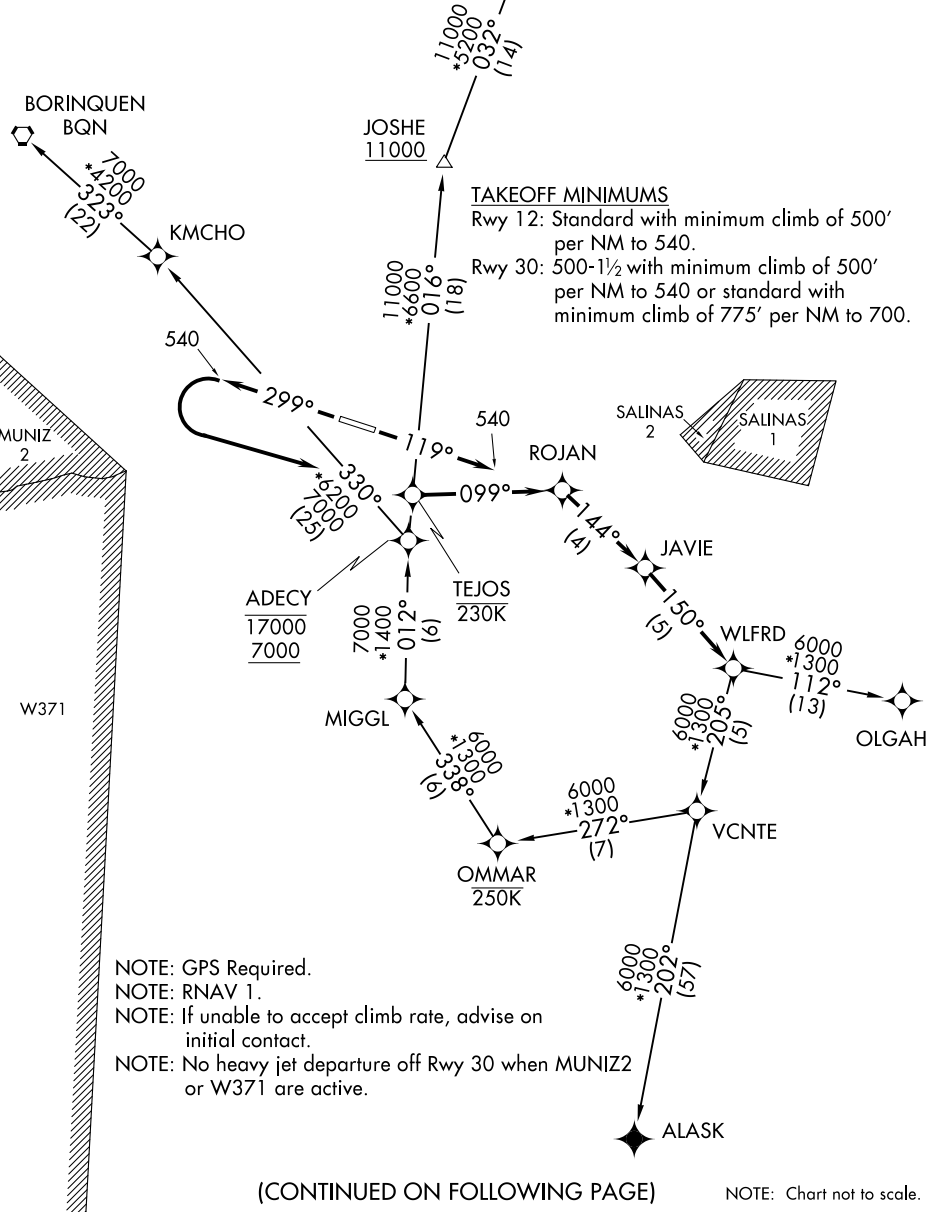 11000
*5200
032°
(14)
BORINQUEN
BQN
7000
*4200
323°
(22)
KMCHO
JOSHE
11000
TAKEOFF MINIMUMS
Rwy 12: Standard with minimum climb of 500′
per NM to 540.
Rwy 30: 500-1½ with minimum climb of 500′
per NM to 540 or standard with
minimum climb of 775′ per NM to 700.
11000
*6600
016°
(18)
540
299°
119°
540
MUNIZ
2
SALINAS
2
SALINAS
1
ROJAN
330°
*6200
7000
(25)
099°
144°
(4)
JAVIE
ADECY
17000
7000
TEJOS
230K
7000
*1400
012°
(6)
150°
(5)
WLFRD
6000
*1300
112°
(13)
OLGAH
W371
MIGGL
6000
*1300
338°
(6)
6000
*1300
205°
(5)
6000
*1300
272°
(7)
VCNTE
OMMAR
250K
6000
*1300
202°
(57)
NOTE: GPS Required.
NOTE: RNAV 1.
NOTE: If unable to accept climb rate, advise on
initial contact.
NOTE: No heavy jet departure off Rwy 30 when MUNIZ2
or W371 are active.
ALASK
(CONTINUED ON FOLLOWING PAGE)
NOTE: Chart not to scale.